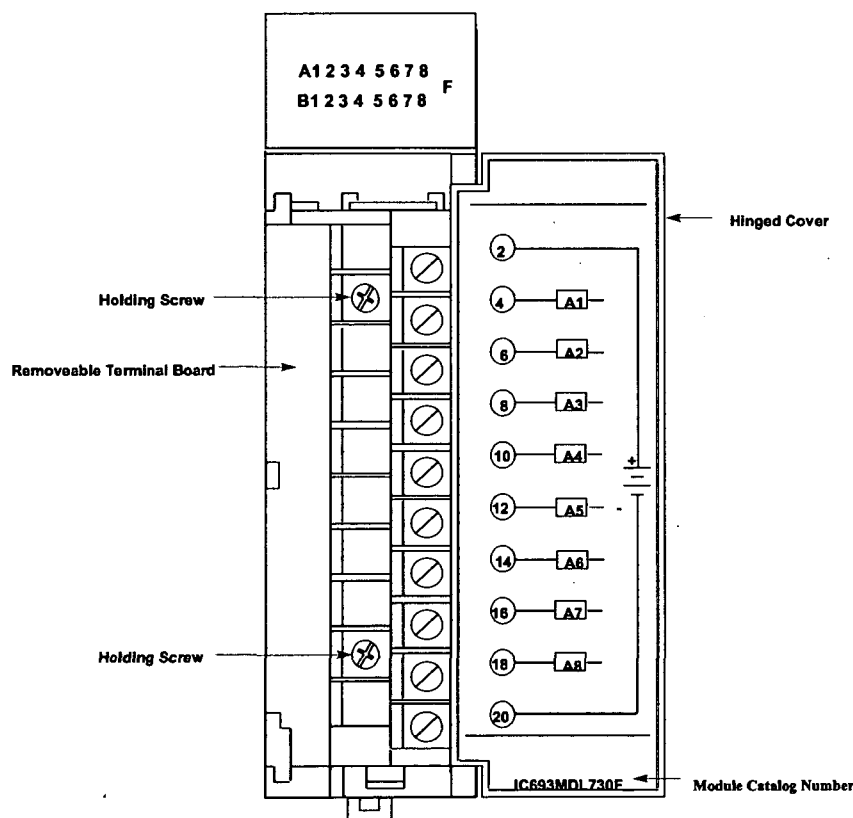 A1 2 3 4 5 6 7 8
F
B1 2 3 4 5 6 7 8
Hinged Cover
2
Holding Screw
4 A1
6 A2
Removeable Terminal Board
8 A3
10 A4
+
12 A5
14 A6
16 A7
Holding Screw
18 A8
20
IC693MDL730F
Module Catalog Number